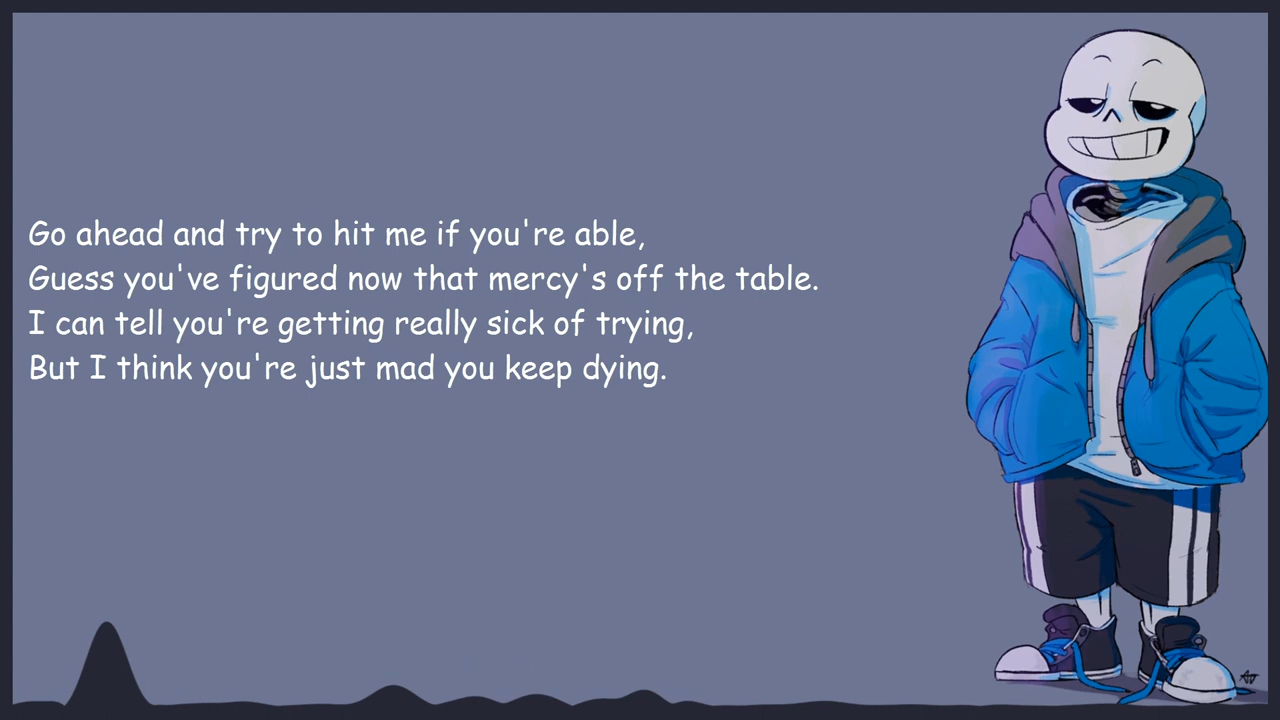 Go ahead and try to hit me if you're able,
Guess you've figured now that mercy's off the table.
I can tell you're getting really sick of trying,
But I think you're just mad you keep dying.